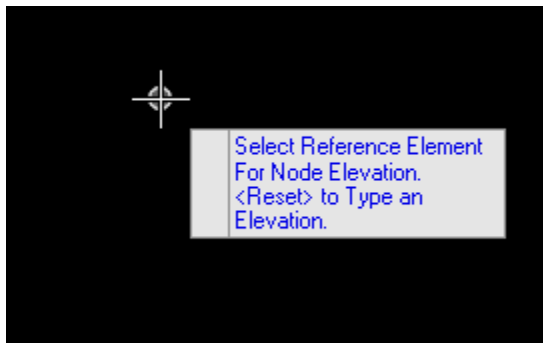 Select Reference Element
For Node Elevation.
<Reset> to Type an
Elevation.